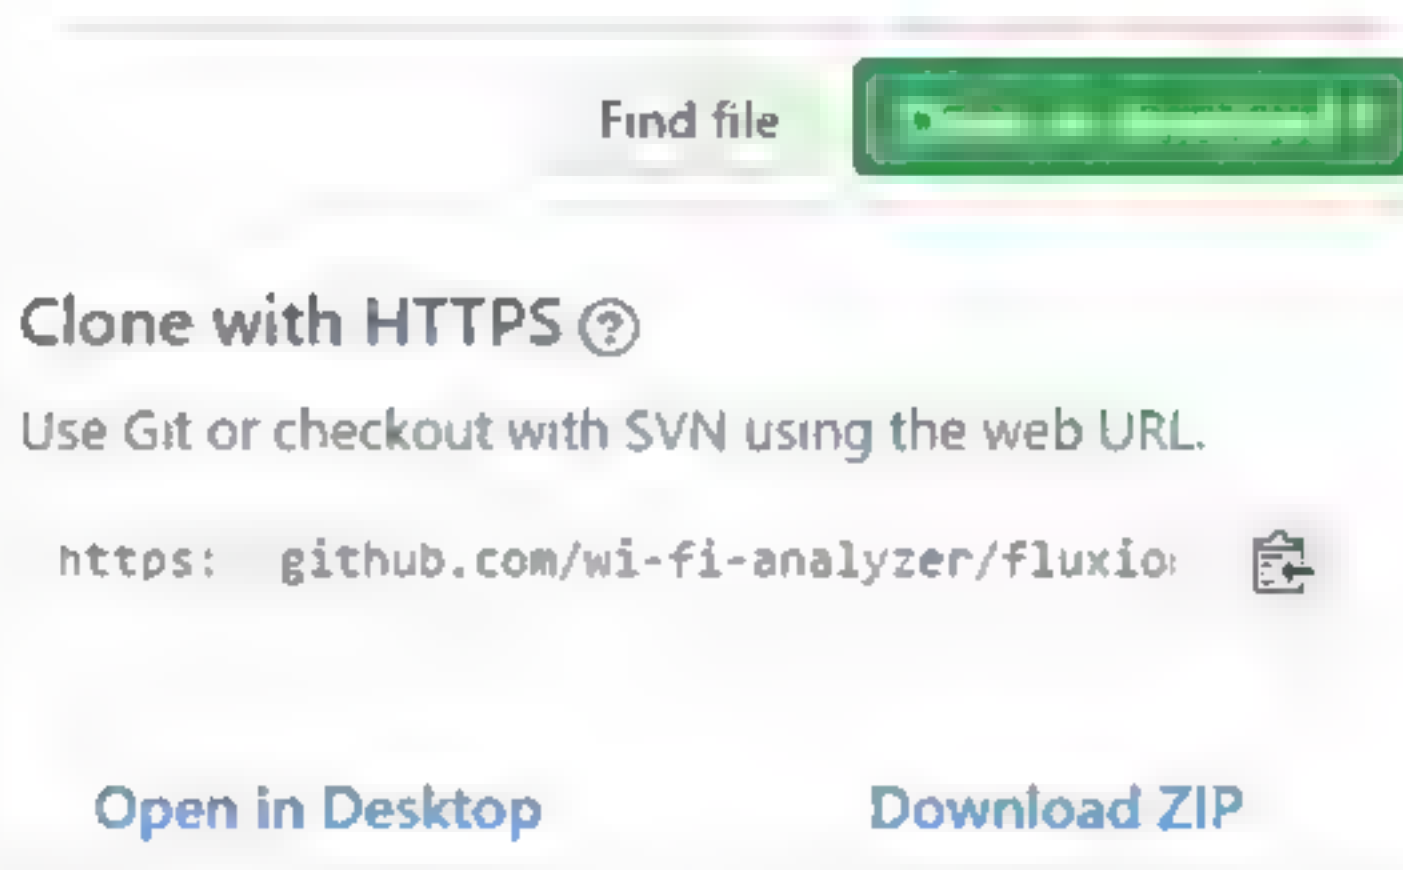 Find file
Clone with HTTPS
Use Git or checkout with SVN using the web URL.
https: github.com/wi-fi-analyzer/fluxio
Open in Desktop
Download ZIP